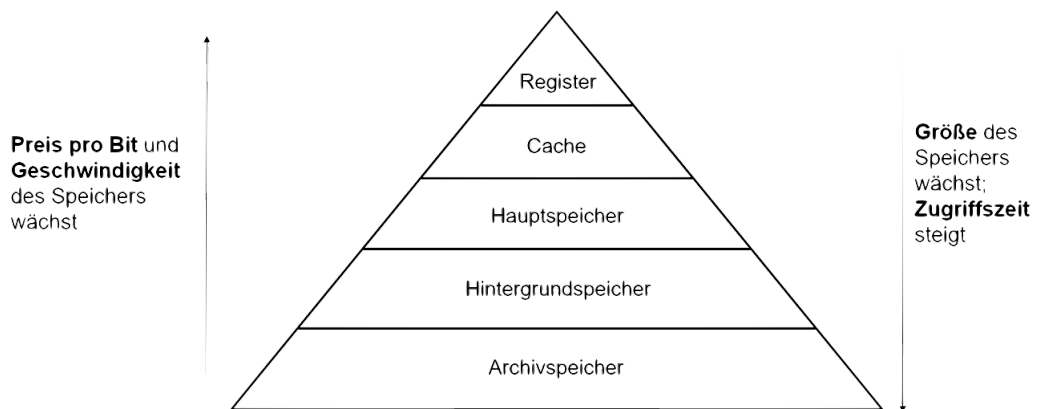 Register
Cache
Hauptspeicher
Hintergrundspeicher
Archivspeicher
Preis pro Bit und
Geschwindigkeit
des Speichers
wächst
Größe des
Speichers
wächst;
Zugriffszeit
steigt